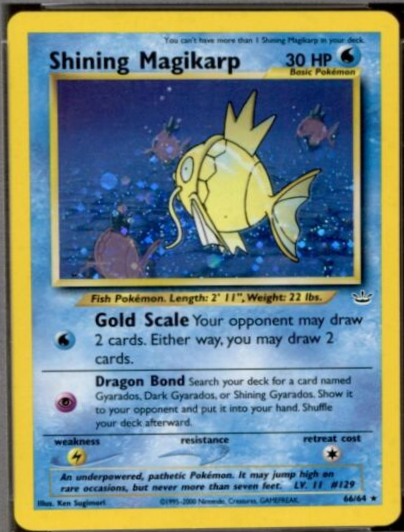 You can't have more than 1 Shining Magikarp in your deck.
Shining Magikarp 30 HP
Basic Pokémon
Fish Pokémon. Length: 2' 11", Weight: 22 lbs.
Gold Scale Your opponent may draw
2 cards. Either way, you may draw 2
cards.
Dragon Bond Search your deck for a card named
Gyarados, Dark Gyarados, or Shining Gyarados. Show it
to your opponent and put it into your hand. Shuffle
your deck afterward.
weakness resistance retreat cost
An underpowered, pathetic Pokémon. It may jump high on
rare occasions, but never more than seven feet. LV. 11 #129
Illus. Ken Sugimori ©1995-2000 Nintendo, Creatures, GAMEFREAK. 66/64 ★